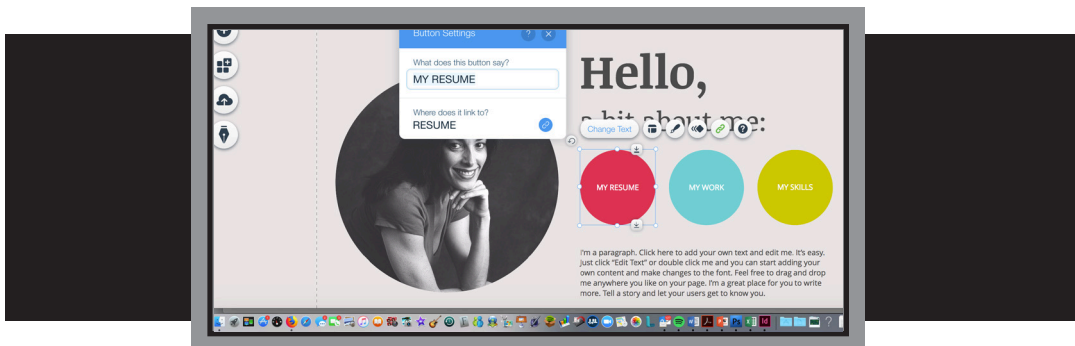 Button Settings
?
What does this button say?
MY RESUME
Where does it link to?
RESUME
Hello,
a bit about me:
Change Text
?
MY RESUME
MY WORK
MY SKILLS
I'm a paragraph. Click here to add your own text and edit me. It's easy.
Just click "Edit Text" or double click me and you can start adding your
own content and make changes to the font. Feel free to drag and drop
me anywhere you like on your page. I'm a great place for you to write
more. Tell a story and let your users get to know you.